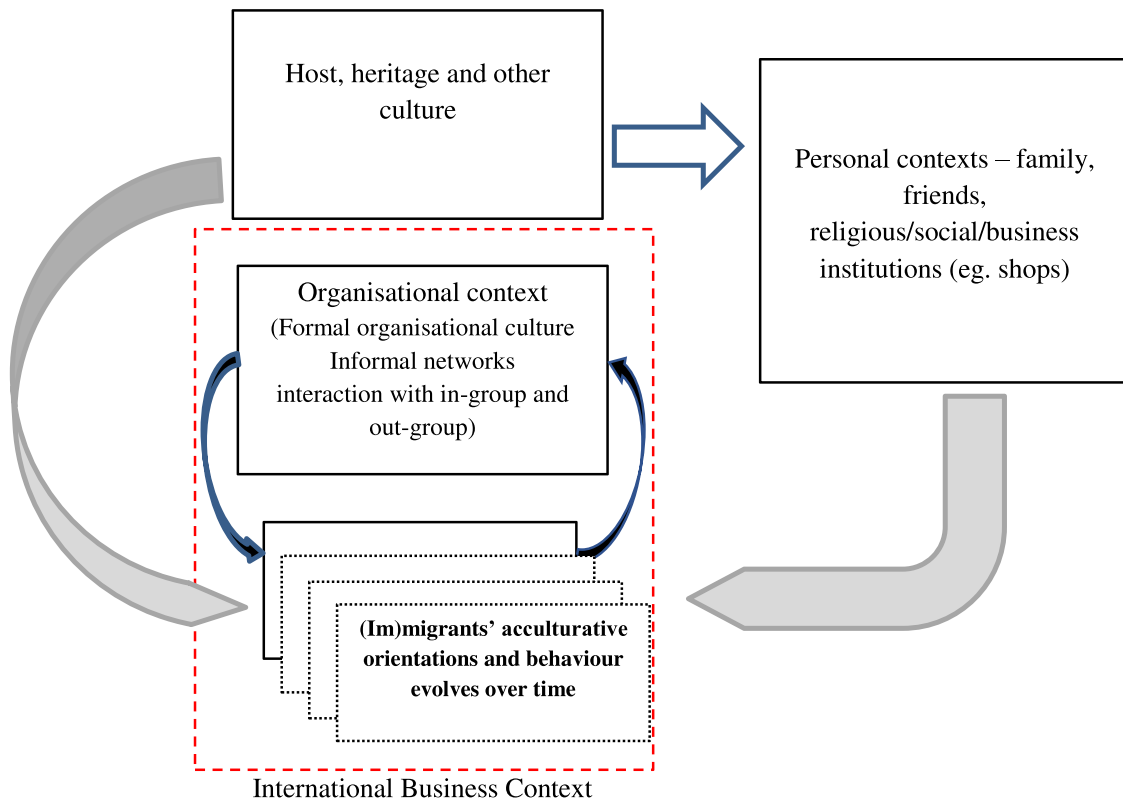 Host, heritage and other
culture
Personal contexts – family,
friends,
religious/social/business
institutions (eg. shops)
Organisational context
(Formal organisational culture
Informal networks
interaction with in-group and
out-group)
(Im)migrants’ acculturative
orientations and behaviour
evolves over time
International Business Context